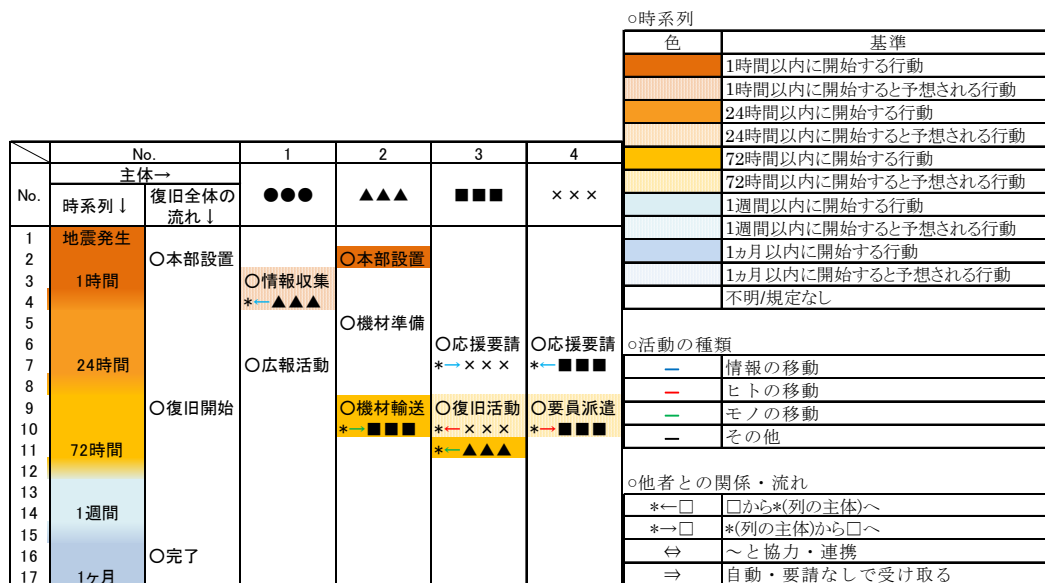 ○時系列
色 基準
1時間以内に開始する行動
1時間以内に開始すると予想される行動
24時間以内に開始する行動
24時間以内に開始すると予想される行動
72時間以内に開始する行動
72時間以内に開始すると予想される行動
1週間以内に開始する行動
1週間以内に開始すると予想される行動
1ヵ月以内に開始する行動
1ヵ月以内に開始すると予想される行動
不明/規定なし
○活動の種類
― 情報の移動
― ヒトの移動
― モノの移動
― その他
○他者との関係・流れ
*←□ □から*(列の主体)へ
*→□ *(列の主体)から□へ
⇔ ～と協力・連携
⇒ 自動・要請なしで受け取る
No. 1 2 3 4
主体→
No. 時系列↓ 復旧全体の流れ↓ ●●● ▲▲▲ ■■■ ×××
1 地震発生
2 〇本部設置 〇本部設置
3 1時間 〇情報収集
4 *←▲▲▲
5 〇機材準備
6 〇応援要請 〇応援要請
7 24時間 〇広報活動 *→××× *←■■■
8
9 〇復旧開始 〇機材輸送 〇復旧活動 〇要員派遣
10 *→■■■ *←××× *→■■■
11 72時間 *←▲▲▲
12
13
14 1週間
15
16 〇完了
17 1ヶ月